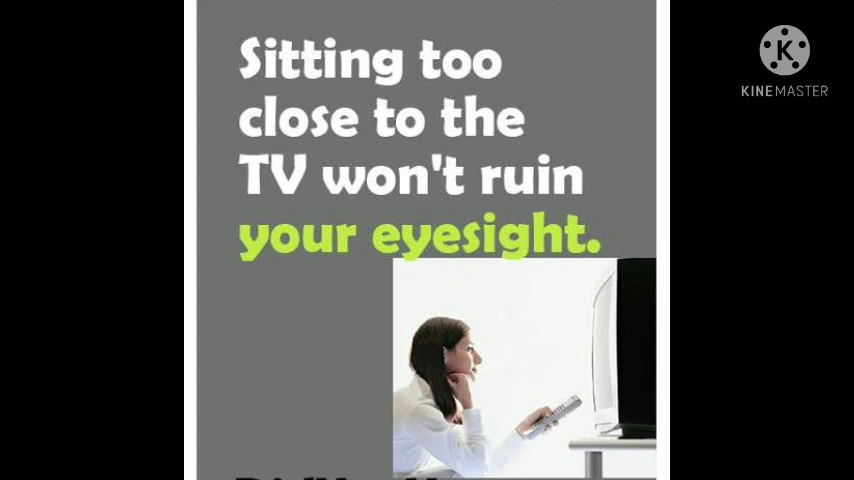 Sitting too
close to the
TV won't ruin
your eyesight.
KINEMASTER